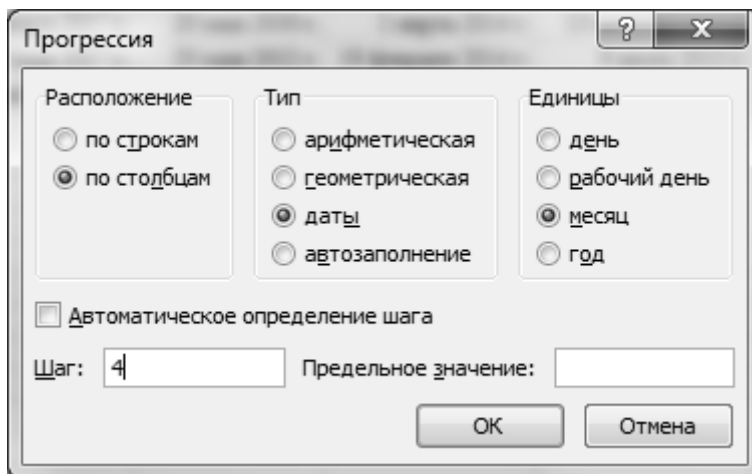 Прогрессия
Расположение
по строкам
по столбцам
Тип
арифметическая
геометрическая
даты
автозаполнение
Единицы
день
рабочий день
месяц
год
Автоматическое определение шага
Шаг: 4
Предельное значение:
ОК
Отмена